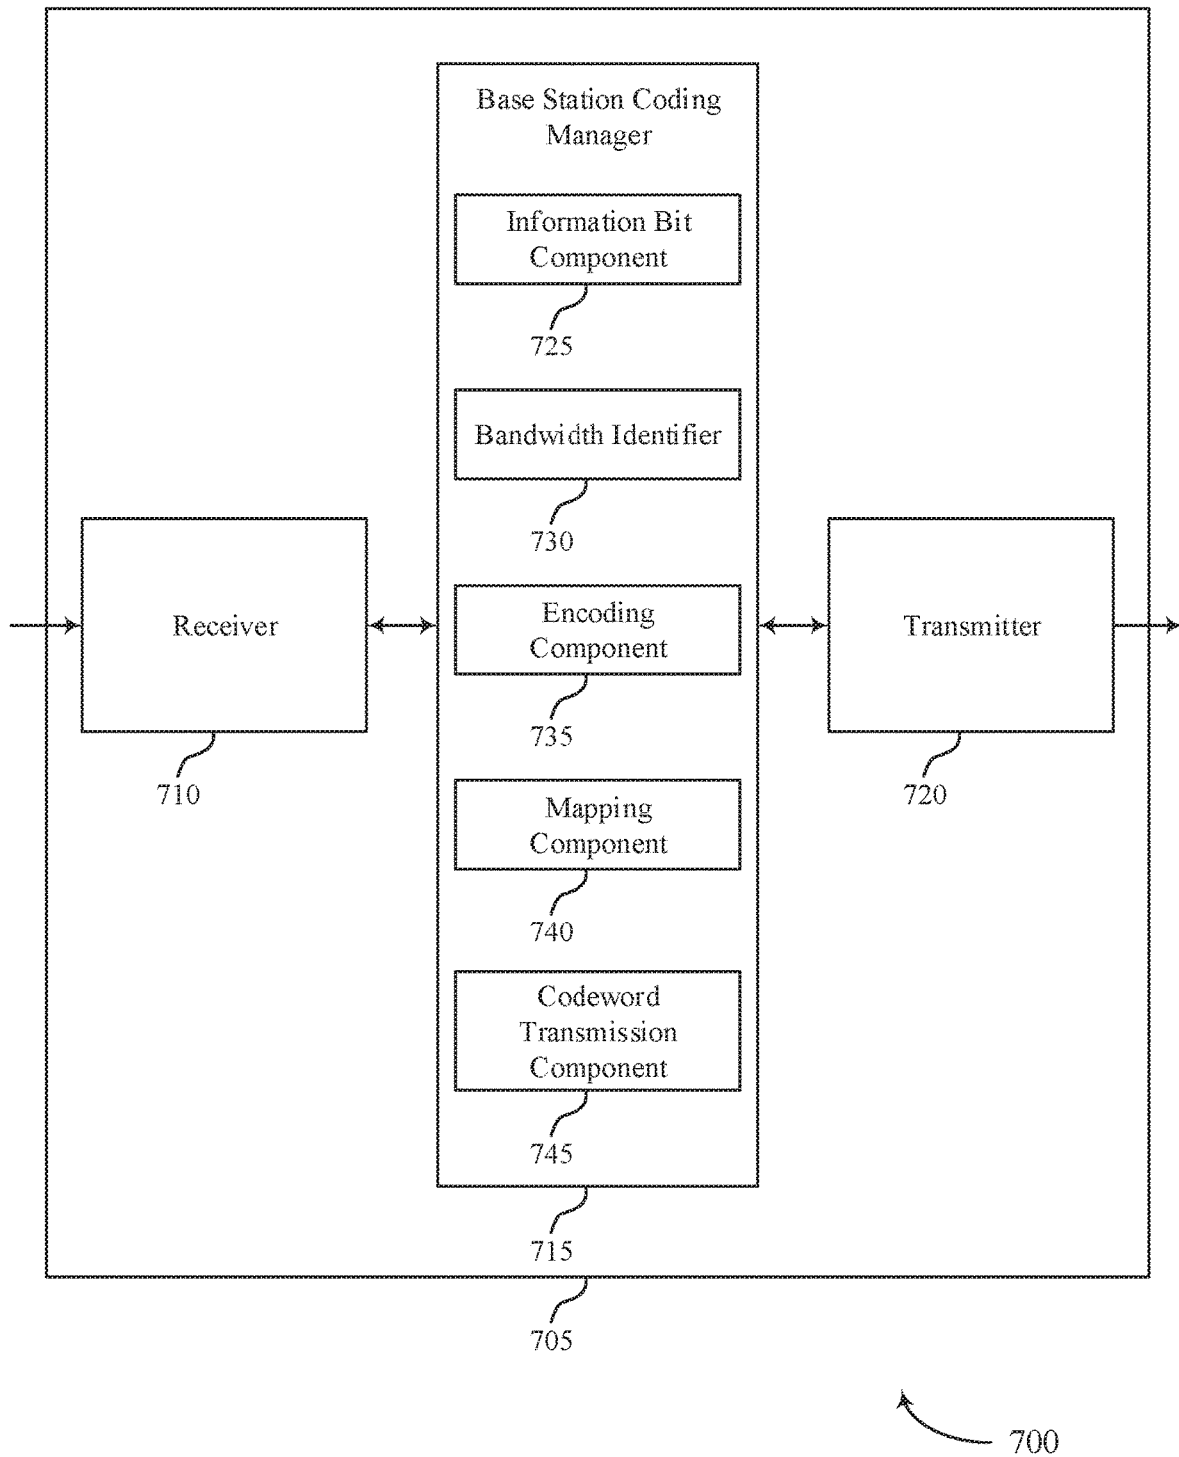 Base Station Coding
Manager
Information Bit
Component
725
Bandwidth Identifier
730
Receiver
710
Encoding
Component
735
Transmitter
720
Mapping
Component
740
Codeword
Transmission
Component
745
715
705
700